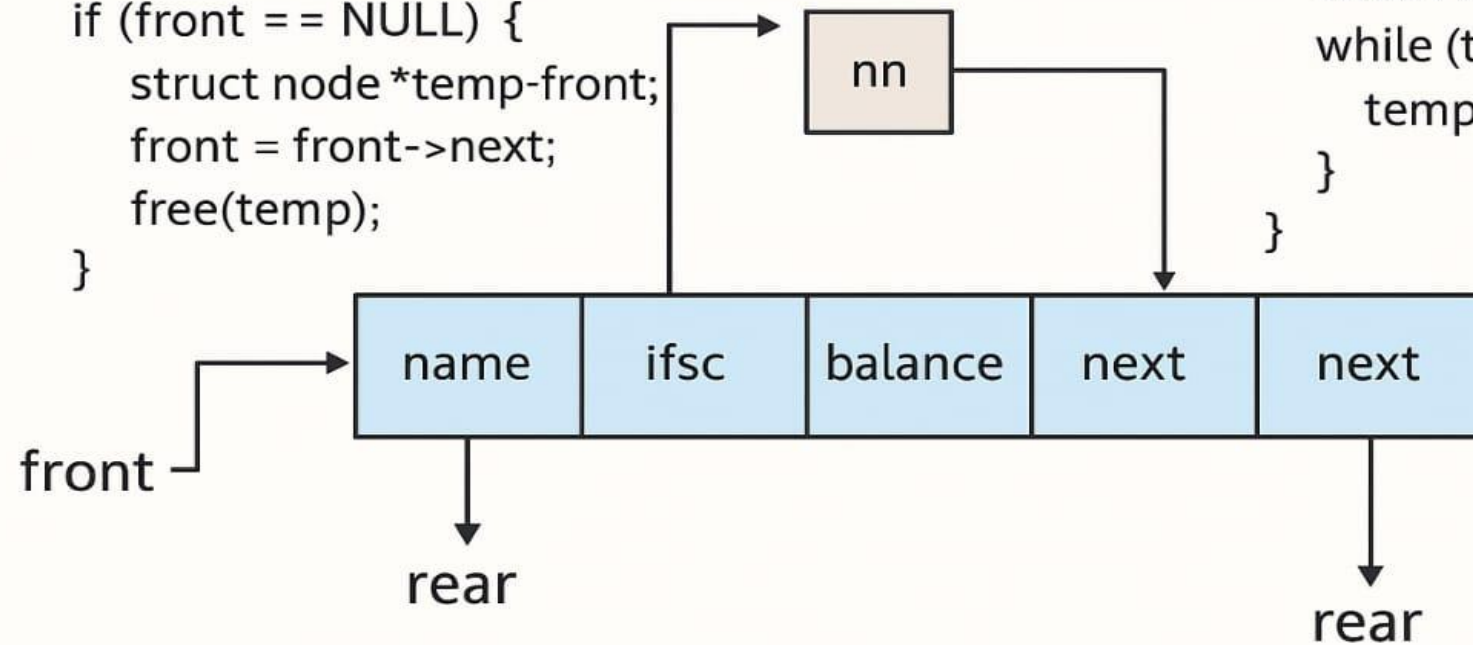 if (front == NULL) {
struct node *temp-front;
front = front->next;
free(temp);
}
nn
while (t
temp
}
}
name ifsc balance next next
front
rear
rear